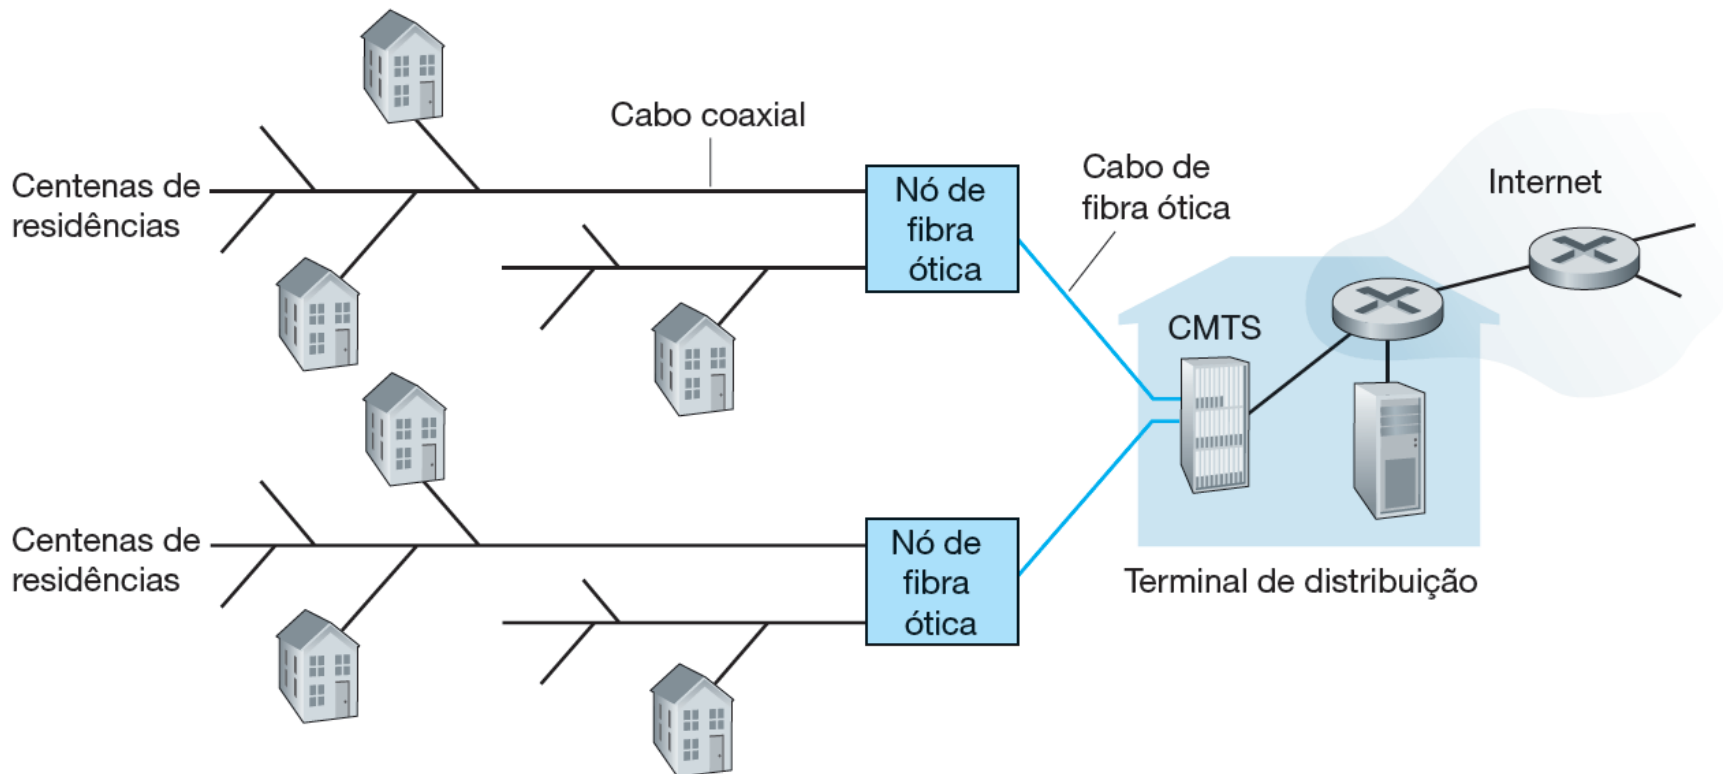 Cabo coaxial
Centenas de
residências
Nó de
fibra
ótica
Cabo de
fibra ótica
Internet
CMTS
Centenas de
residências
Nó de
fibra
ótica
Terminal de distribuição